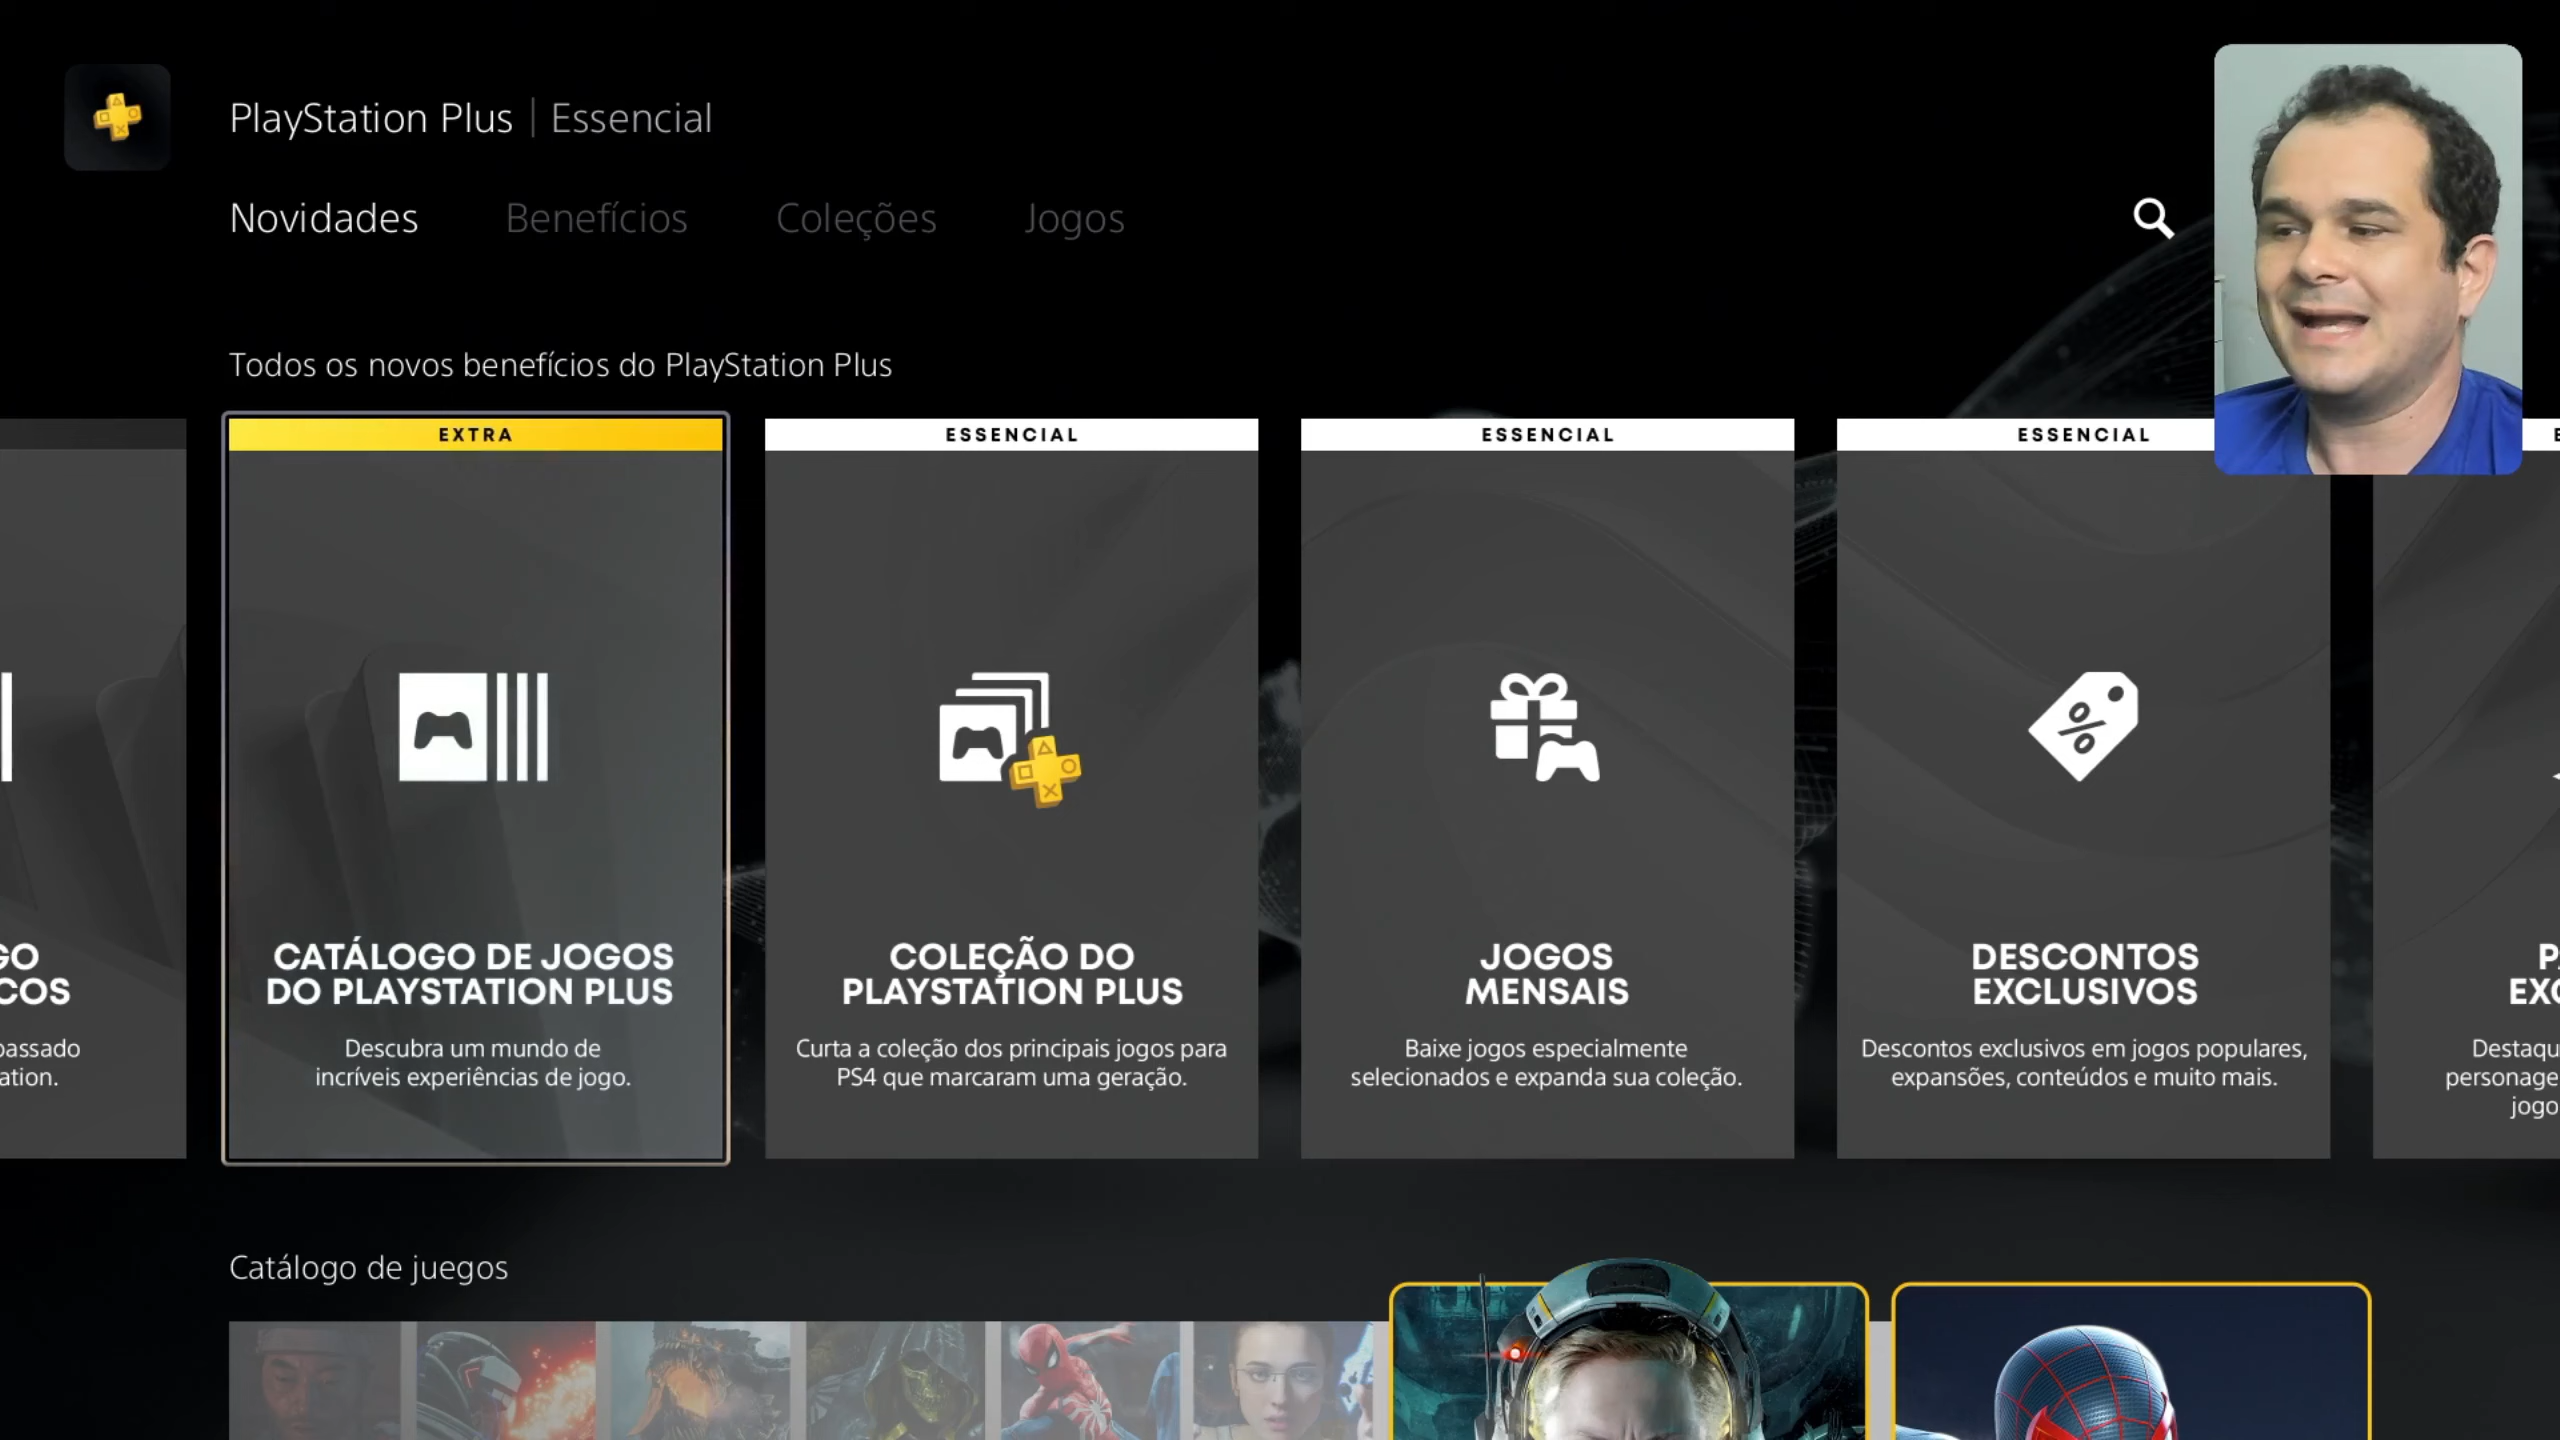 PlayStation Plus | Essencial
Novidades
Benefícios
Coleções
Jogos
Todos os novos benefícios do PlayStation Plus
EXTRA
CATÁLOGO DE JOGOS
DO PLAYSTATION PLUS
Descubra um mundo de
incríveis experiências de jogo.
ESSENCIAL
COLEÇÃO DO
PLAYSTATION PLUS
Curta a coleção dos principais jogos para
PS4 que marcaram uma geração.
ESSENCIAL
JOGOS
MENSAIS
Baixe jogos especialmente
selecionados e expanda sua coleção.
ESSENCIAL
DESCONTOS
EXCLUSIVOS
Descontos exclusivos em jogos populares,
expansões, conteúdos e muito mais.
Catálogo de juegos